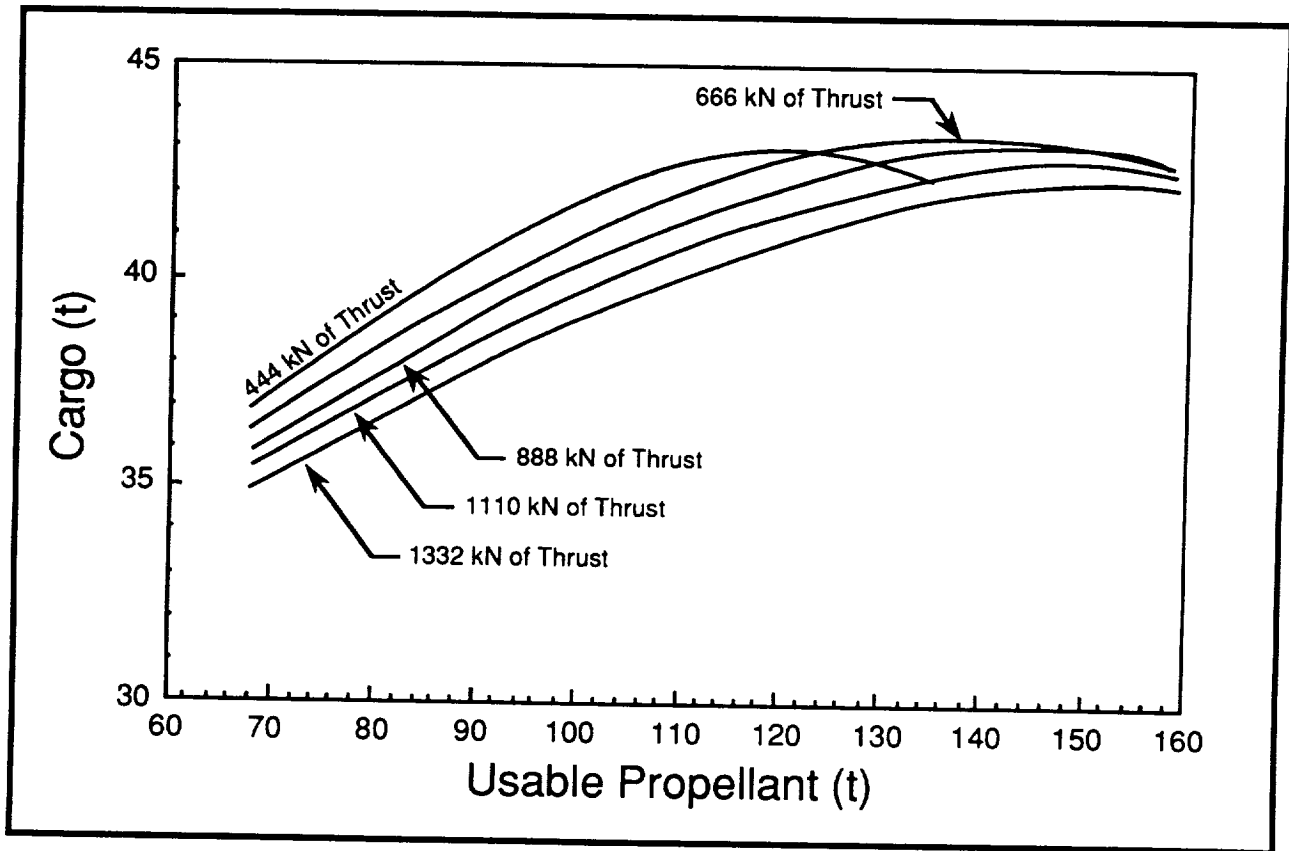 45
666 kN of Thrust
40
444 kN of Thrust
Cargo (t)
888 kN of Thrust
35
1110 kN of Thrust
1332 kN of Thrust
30
60 70 80 90 100 110 120 130 140 150 160
Usable Propellant (t)